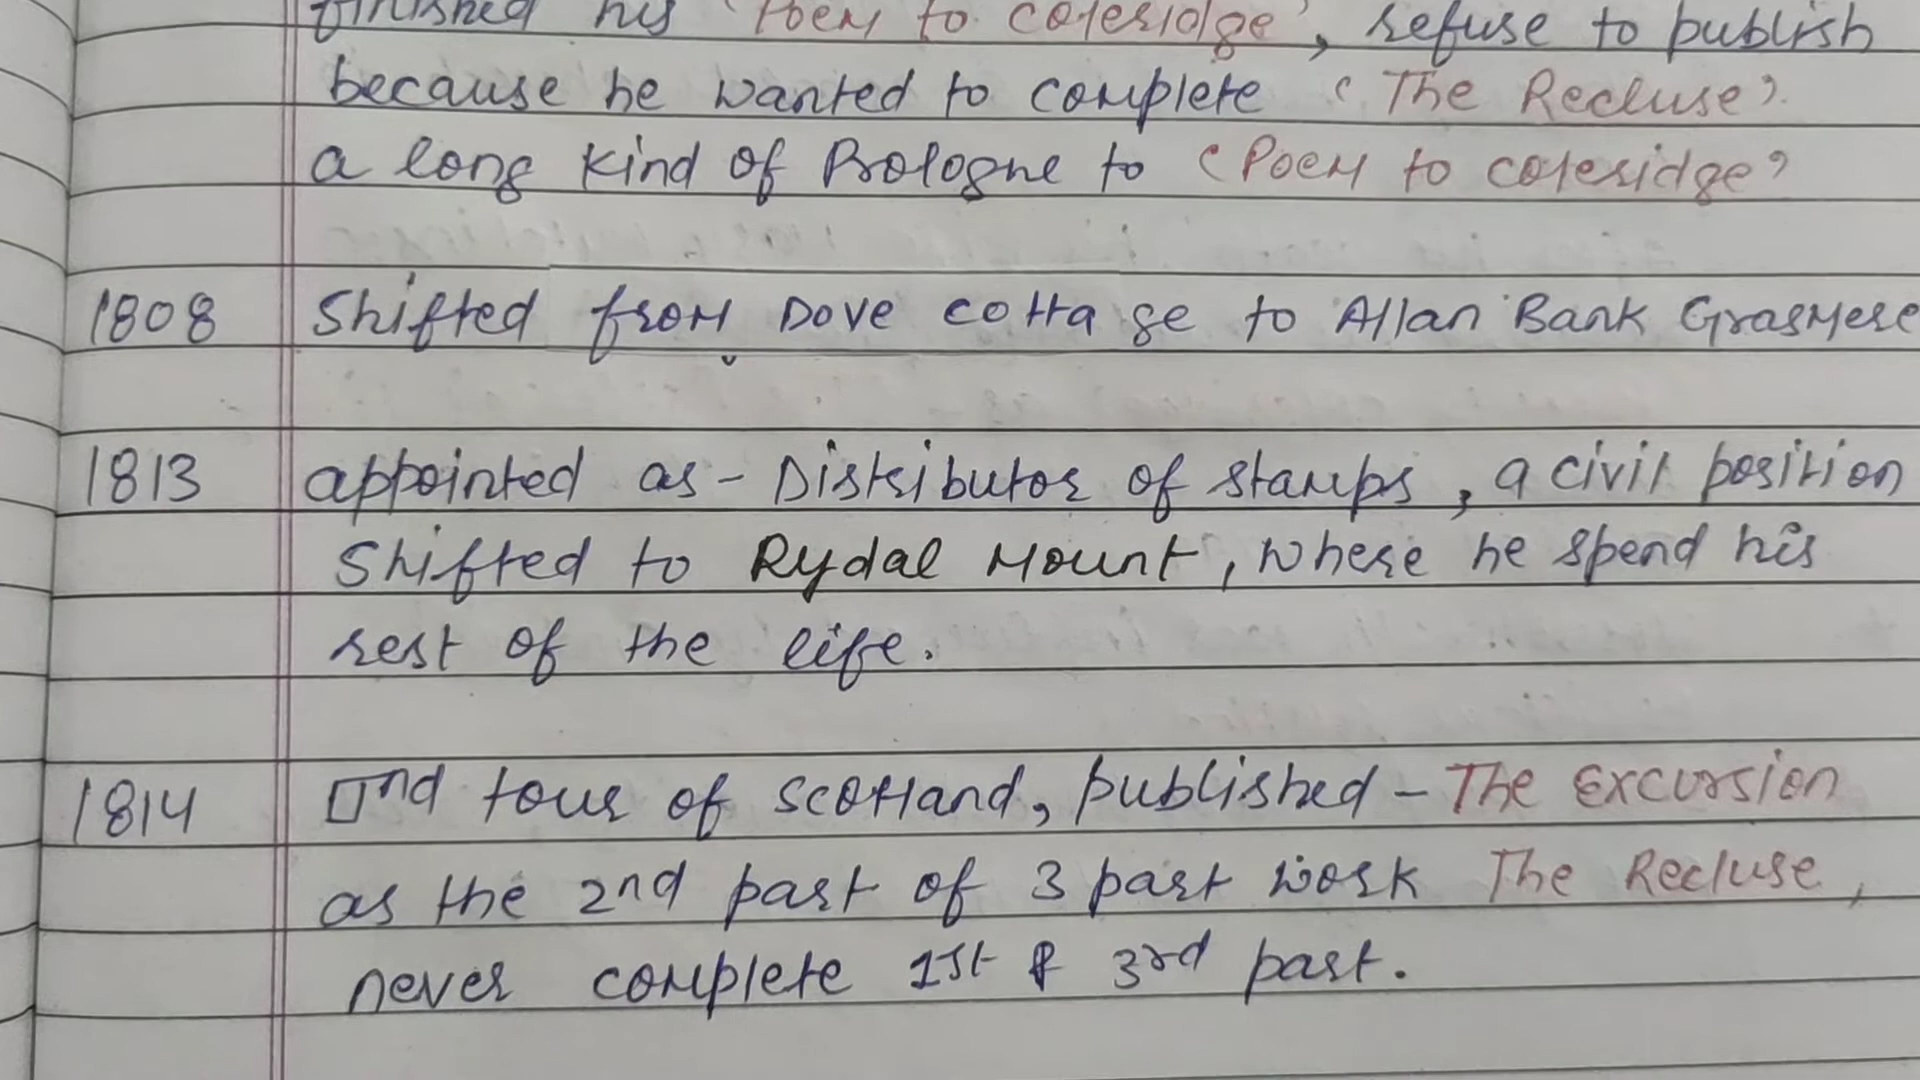 finished his 'Poem to coleridge', refuse to publish
because he wanted to complete 'The Recluse'.
a long kind of Prologne to 'Poem to coleridge'
1808 Shifted from Dove cottage to Allan Bank Grasmere
1813 appointed as - Distributor of stamps, a civil position
Shifted to Rydal Mount, where he spend his
rest of the life.
1814 IInd tour of scotland, published - The Excursion
as the 2nd part of 3 part work The Recluse,
never complete 1st & 3rd part.